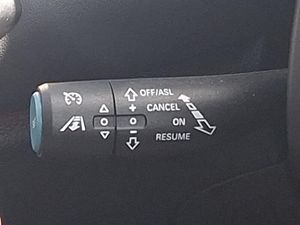 OFF/ASL
+ CANCEL
ON
−
RESUME